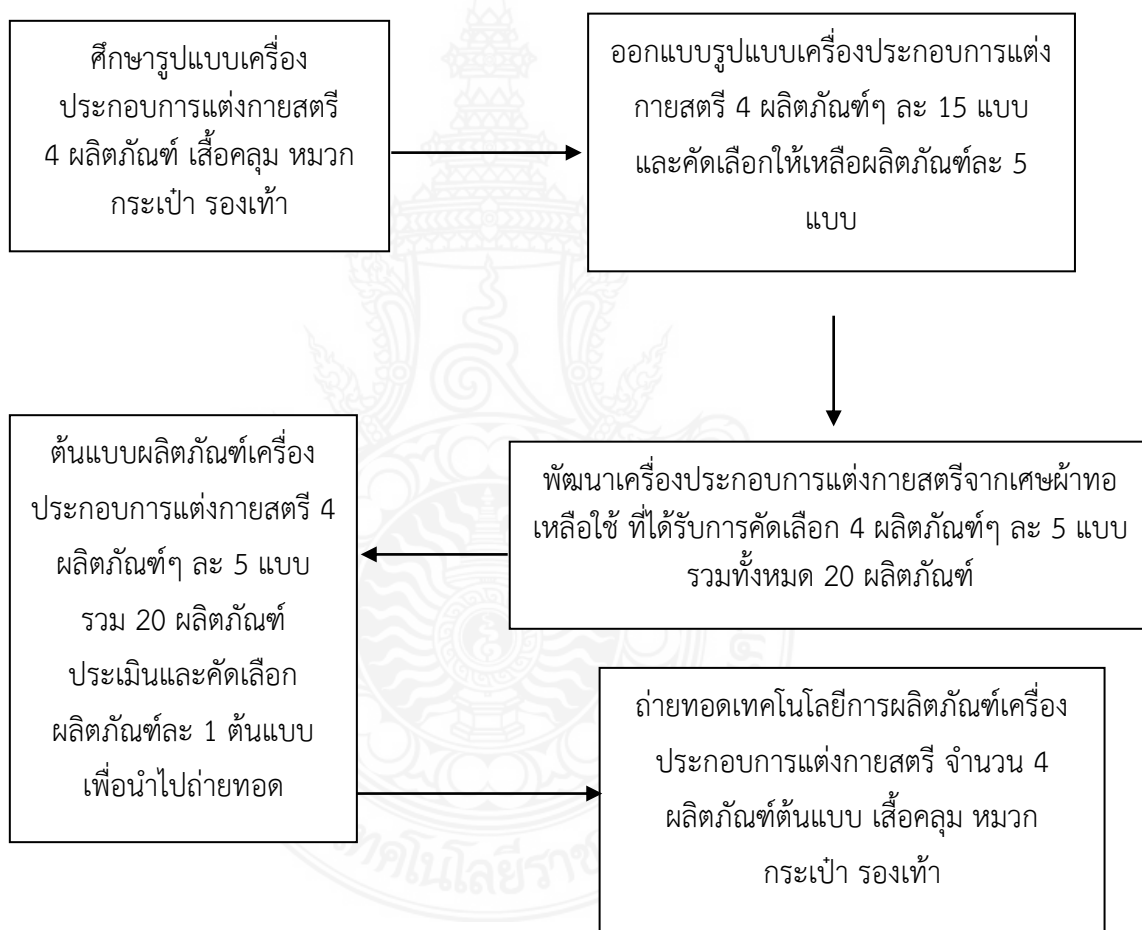 ศึกษารูปแบบเครื่อง
ประกอบการแต่งกายสตรี
4 ผลิตภัณฑ์ เสื้อคลุม หมวก
กระเป๋า รองเท้า
ออกแบบรูปแบบเครื่องประกอบการแต่ง
กายสตรี 4 ผลิตภัณฑ์ๆ ละ 15 แบบ
และคัดเลือกให้เหลือผลิตภัณฑ์ละ 5
แบบ
พัฒนาเครื่องประกอบการแต่งกายสตรีจากเศษผ้าทอ
เหลือใช้ ที่ได้รับการคัดเลือก 4 ผลิตภัณฑ์ๆ ละ 5 แบบ
รวมทั้งหมด 20 ผลิตภัณฑ์
ต้นแบบผลิตภัณฑ์เครื่อง
ประกอบการแต่งกายสตรี 4
ผลิตภัณฑ์ๆ ละ 5 แบบ
รวม 20 ผลิตภัณฑ์
ประเมินและคัดเลือก
ผลิตภัณฑ์ละ 1 ต้นแบบ
เพื่อนำไปถ่ายทอด
ถ่ายทอดเทคโนโลยีการผลิตภัณฑ์เครื่อง
ประกอบการแต่งกายสตรี จำนวน 4
ผลิตภัณฑ์ต้นแบบ เสื้อคลุม หมวก
กระเป๋า รองเท้า